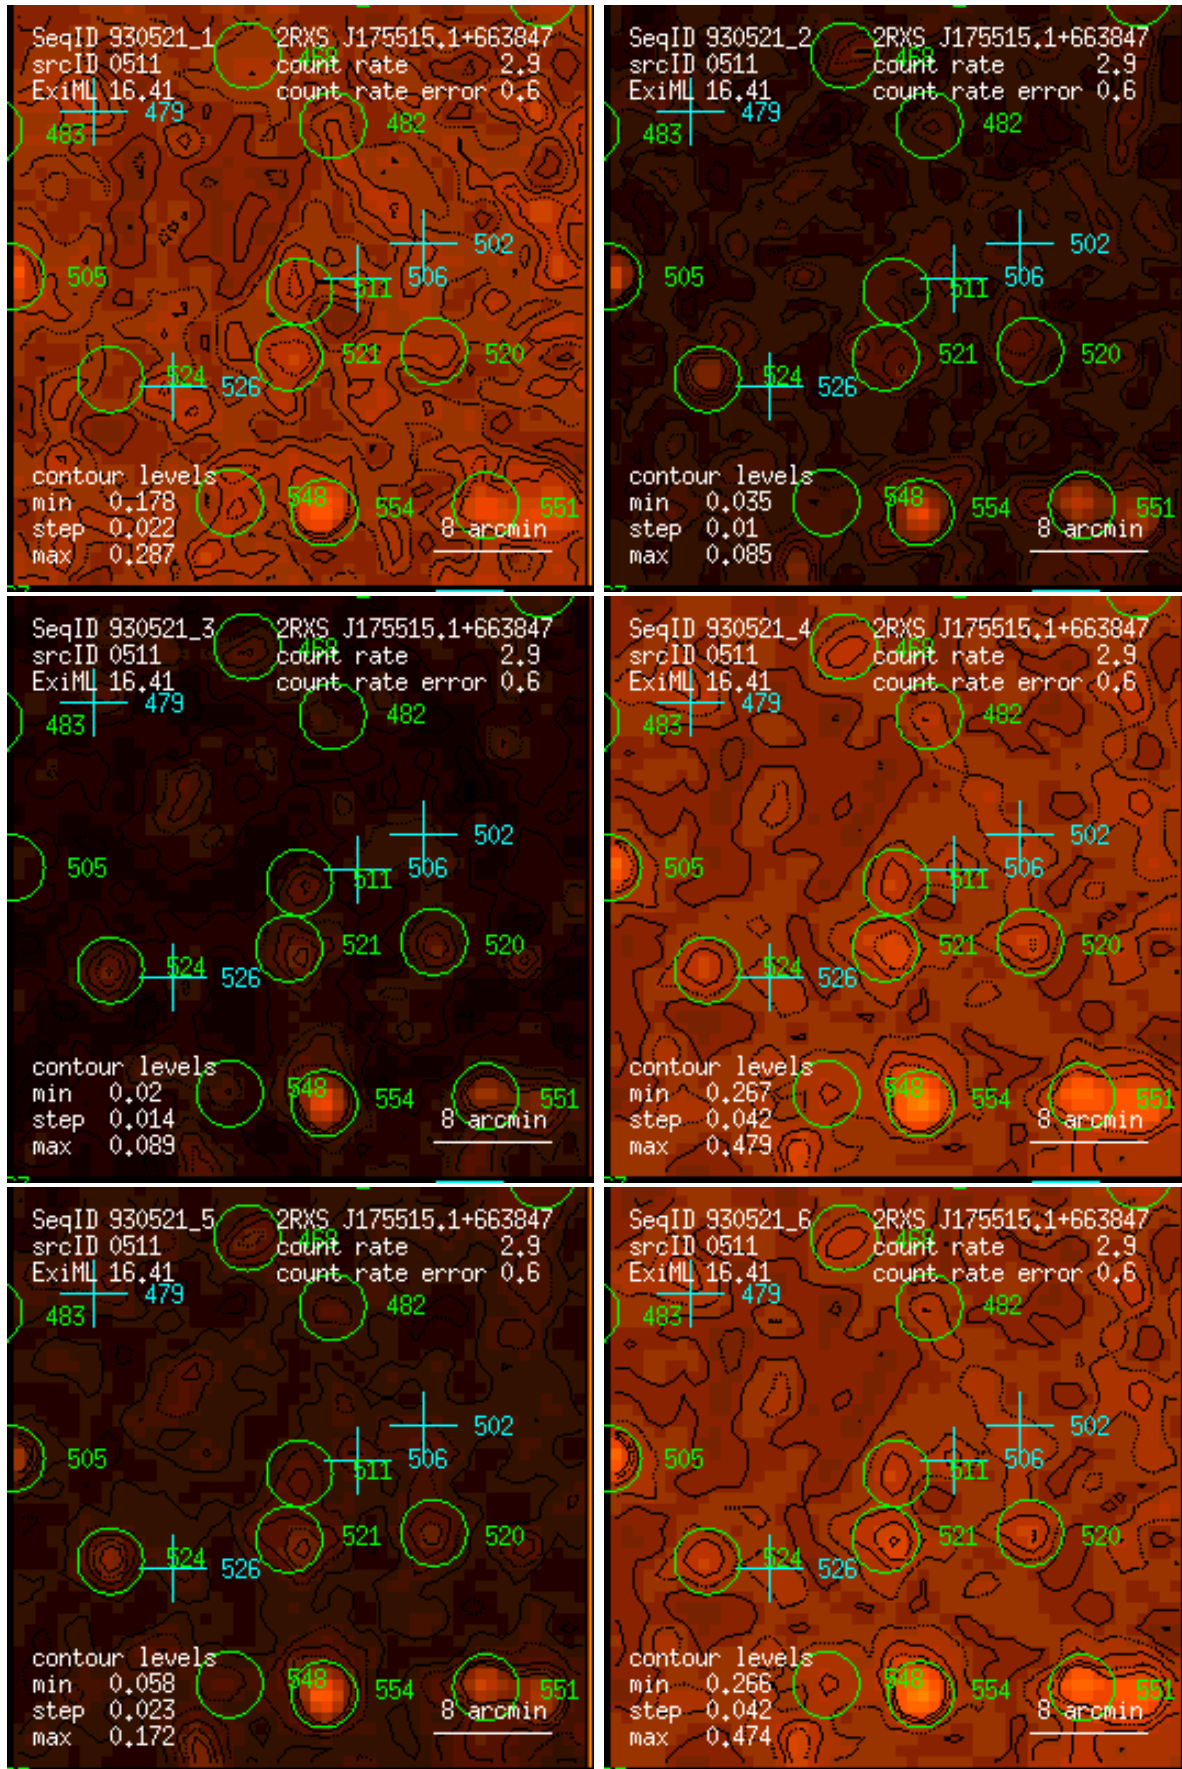 SeqID 930521_1 2RXS J175515.1+663847
srcID 0511 count rate 2.9
ExiML 16.41 count rate error 0.6
468
479
482
483
502
505
506
511
521
520
524
526
contour levels
min 0.178
step 0.022
max 0.287
548
554
551
8 arcmin
SeqID 930521_2 2RXS J175515.1+663847
srcID 0511 count rate 2.9
ExiML 16.41 count rate error 0.6
468
479
482
483
502
505
506
511
521
520
524
526
contour levels
min 0.035
step 0.01
max 0.085
548
554
551
8 arcmin
SeqID 930521_3 2RXS J175515.1+663847
srcID 0511 count rate 2.9
ExiML 16.41 count rate error 0.6
468
479
482
483
502
505
506
511
521
520
524
526
contour levels
min 0.02
step 0.014
max 0.089
548
554
551
8 arcmin
SeqID 930521_4 2RXS J175515.1+663847
srcID 0511 count rate 2.9
ExiML 16.41 count rate error 0.6
468
479
482
483
502
505
506
511
521
520
524
526
contour levels
min 0.267
step 0.042
max 0.479
548
554
551
8 arcmin
SeqID 930521_5 2RXS J175515.1+663847
srcID 0511 count rate 2.9
ExiML 16.41 count rate error 0.6
468
479
482
483
502
505
506
511
521
520
524
526
contour levels
min 0.058
step 0.023
max 0.172
548
554
551
8 arcmin
SeqID 930521_6 2RXS J175515.1+663847
srcID 0511 count rate 2.9
ExiML 16.41 count rate error 0.6
468
479
482
483
502
505
506
511
521
520
524
526
contour levels
min 0.266
step 0.042
max 0.474
548
554
551
8 arcmin